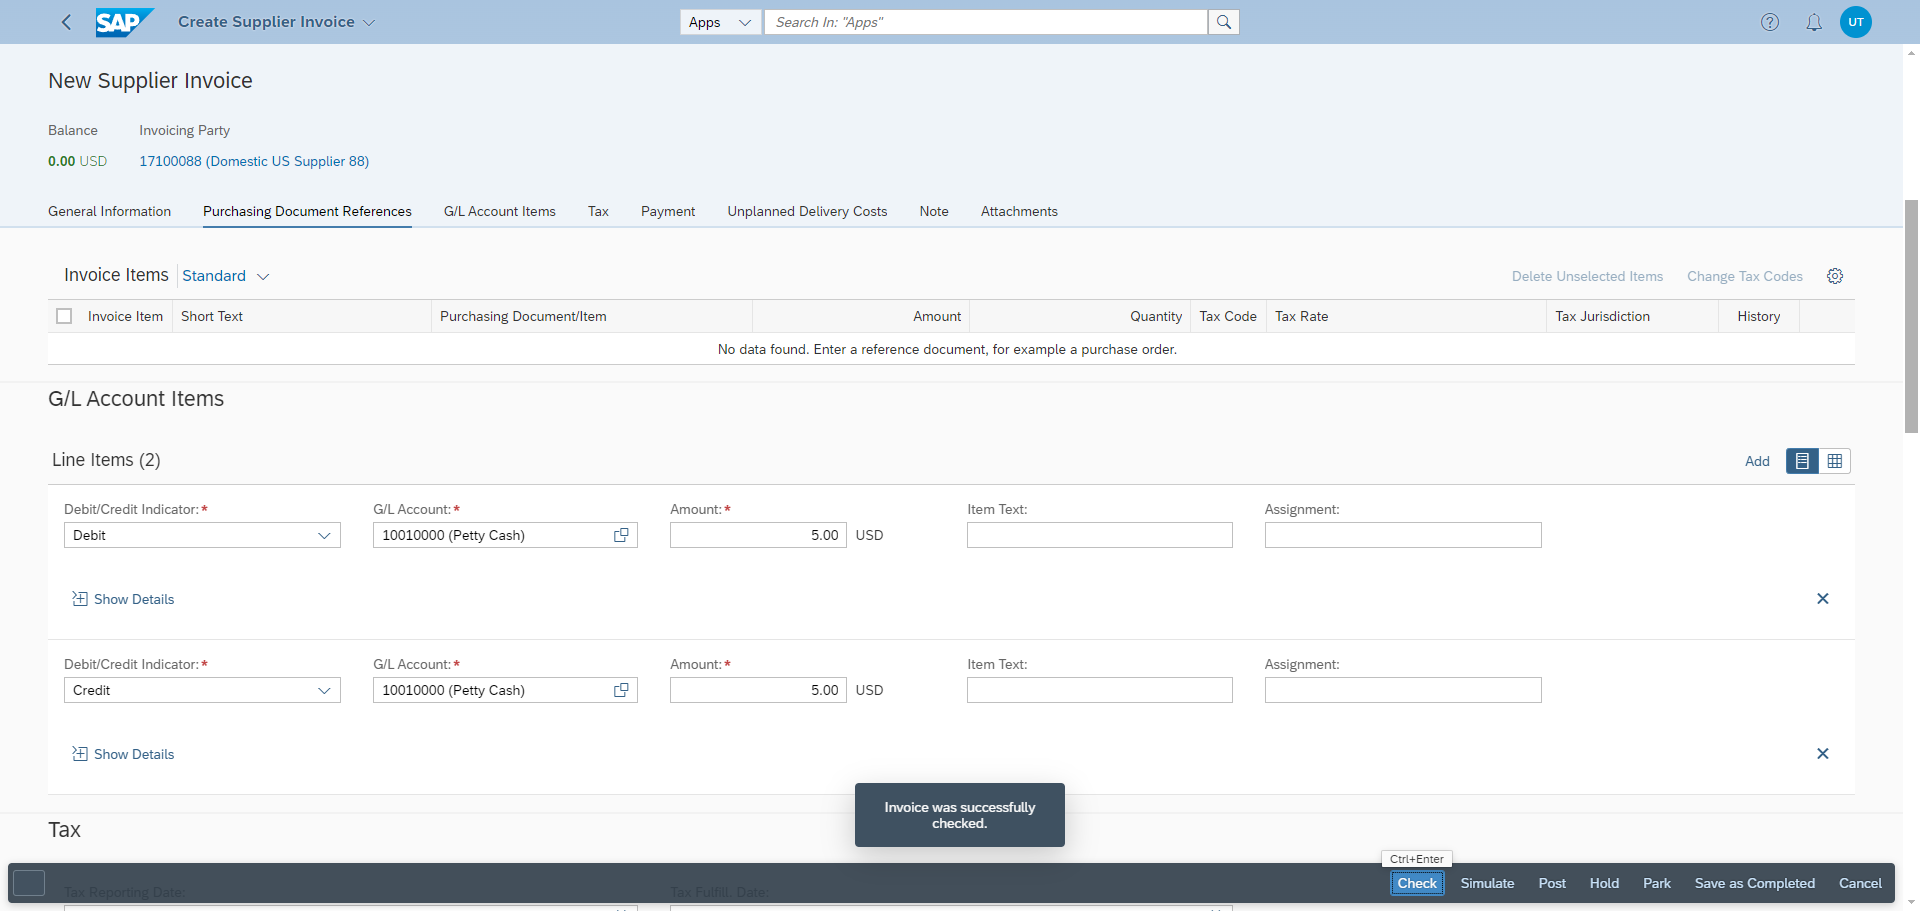 SAP
Create Supplier Invoice
Apps
Search In: "Apps"
UT
New Supplier Invoice
Balance
Invoicing Party
0.00 USD
17100088 (Domestic US Supplier 88)
General Information
Purchasing Document References
G/L Account Items
Tax
Payment
Unplanned Delivery Costs
Note
Attachments
Invoice Items
Standard
Delete Unselected Items
Change Tax Codes
Invoice Item
Short Text
Purchasing Document/Item
Amount
Quantity
Tax Code
Tax Rate
Tax Jurisdiction
History
No data found. Enter a reference document, for example a purchase order.
G/L Account Items
Line Items (2)
Add
Debit/Credit Indicator:*
G/L Account:*
Amount:*
Item Text:
Assignment:
Debit
10010000 (Petty Cash)
5.00
USD
Show Details
Debit/Credit Indicator:*
G/L Account:*
Amount:*
Item Text:
Assignment:
Credit
10010000 (Petty Cash)
5.00
USD
Show Details
Invoice was successfully
checked.
Tax
Ctrl+Enter
Tax Reporting Date:
Tax Fulfill. Date:
Check
Simulate
Post
Hold
Park
Save as Completed
Cancel